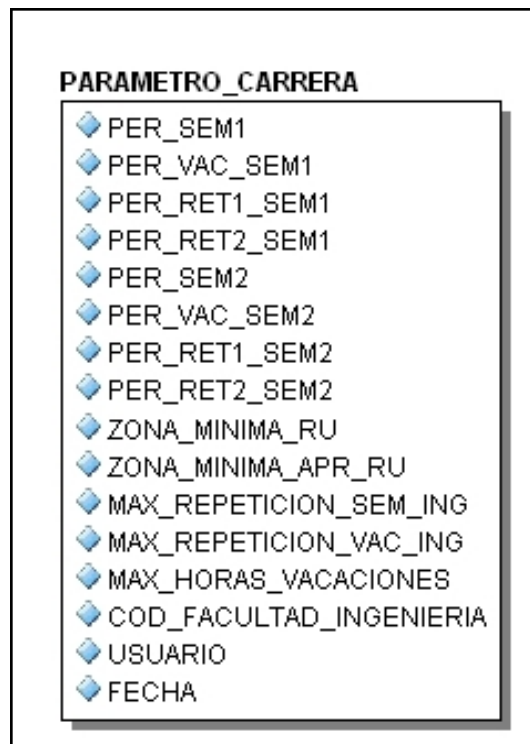 PARAMETRO_CARRERA
PER_SEM1
PER_VAC_SEM1
PER_RET1_SEM1
PER_RET2_SEM1
PER_SEM2
PER_VAC_SEM2
PER_RET1_SEM2
PER_RET2_SEM2
ZONA_MINIMA_RU
ZONA_MINIMA_APR_RU
MAX_REPETICION_SEM_ING
MAX_REPETICION_VAC_ING
MAX_HORAS_VACACIONES
COD_FACULTAD_INGENIERIA
USUARIO
FECHA